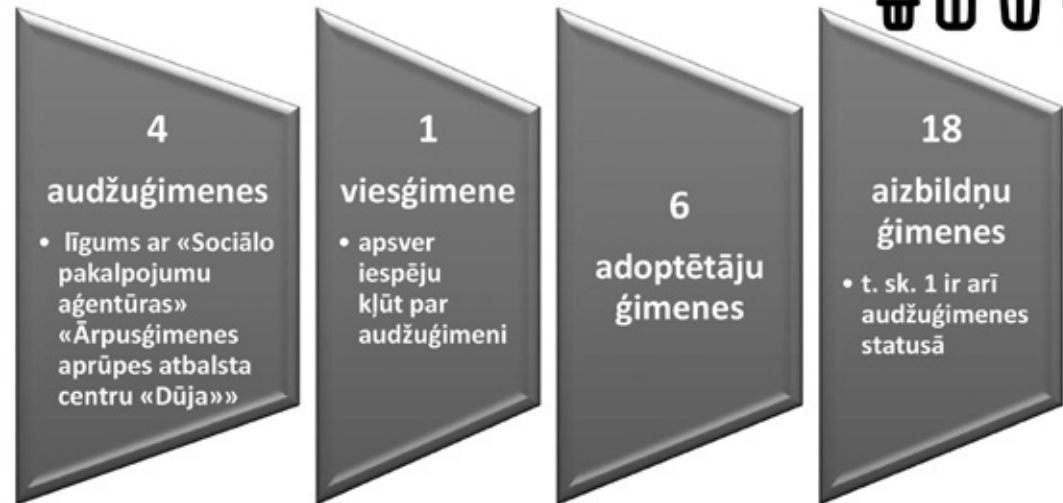 4
audžuģimenes
• līgums ar «Sociālo
pakalpojumu
aģentūras»
«Ārpusģimenes
aprūpes atbalsta
centru «Dūja»»
1
viesģimene
• apsver
iespēju
kļūt par
audžuģimeni
6
adoptētāju
ģimenes
18
aizbildņu
ģimenes
• t. sk. 1 ir arī
audžuģimenes
statusā